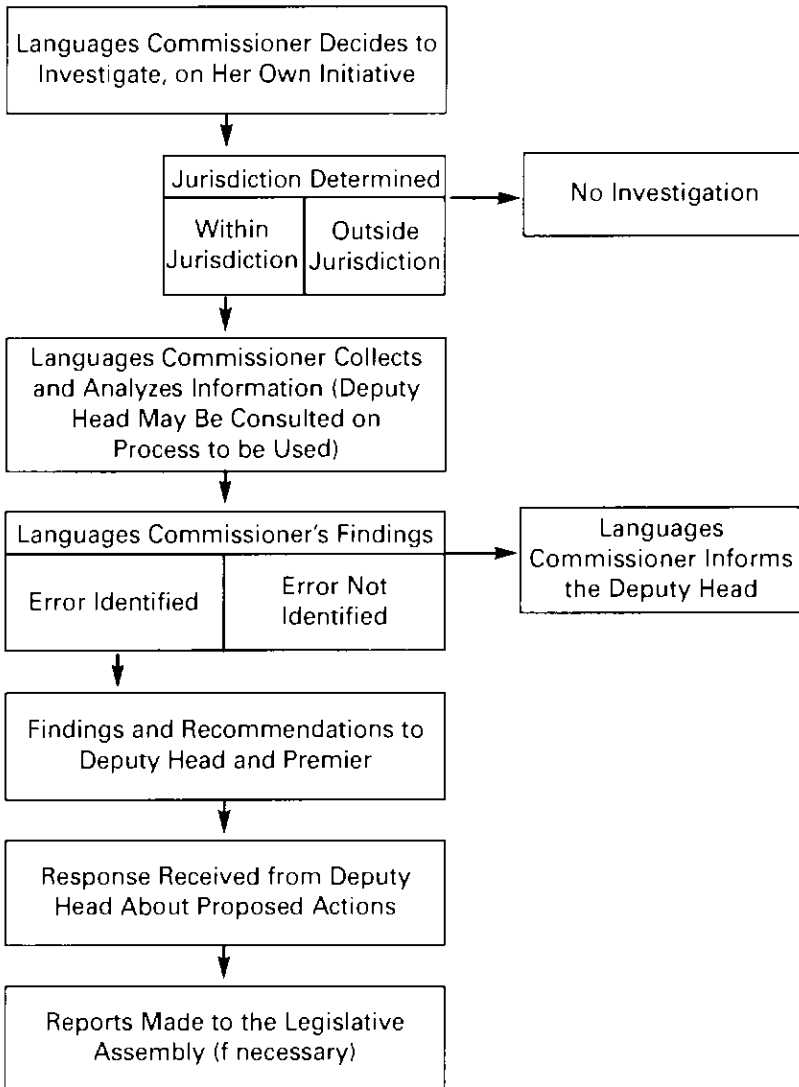 Languages Commissioner Decides to
Investigate, on Her Own Initiative
Jurisdiction Determined
No Investigation
Within
Jurisdiction
Outside
Jurisdiction
Languages Commissioner Collects
and Analyzes Information (Deputy
Head May Be Consulted on
Process to be Used)
Languages Commissioner's Findings
Languages
Commissioner Informs
the Deputy Head
Error Identified
Error Not
Identified
Findings and Recommendations to
Deputy Head and Premier
Response Received from Deputy
Head About Proposed Actions
Reports Made to the Legislative
Assembly (f necessary)